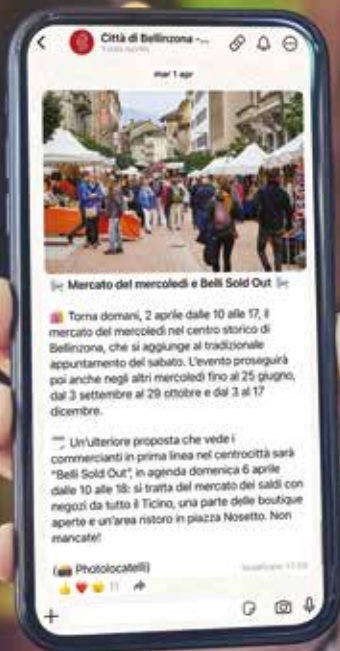 Città di Bellinzona -...
mar 1 apr
Mercato del mercoledì e Belli Sold Out
Torna domani, 2 aprile dalle 10 alle 17, il
mercato del mercoledì nel centro storico di
Bellinzona, che si aggiunge al tradizionale
appuntamento del sabato. L'evento proseguirà
poi anche negli altri mercoledì fino al 25 giugno,
dal 3 settembre al 29 ottobre e dal 3 al 17
dicembre.
Un'ulteriore proposta che vede i
commercianti in prima linea nel centrocittà sarà
"Belli Sold Out", in agenda domenica 6 aprile
dalle 10 alle 18: si tratta del mercato dei saldi con
negozi da tutto il Ticino, una parte delle boutique
aperte e un'area ristoro in piazza Nosetto. Non
mancate!
( Photolocatelli)
11